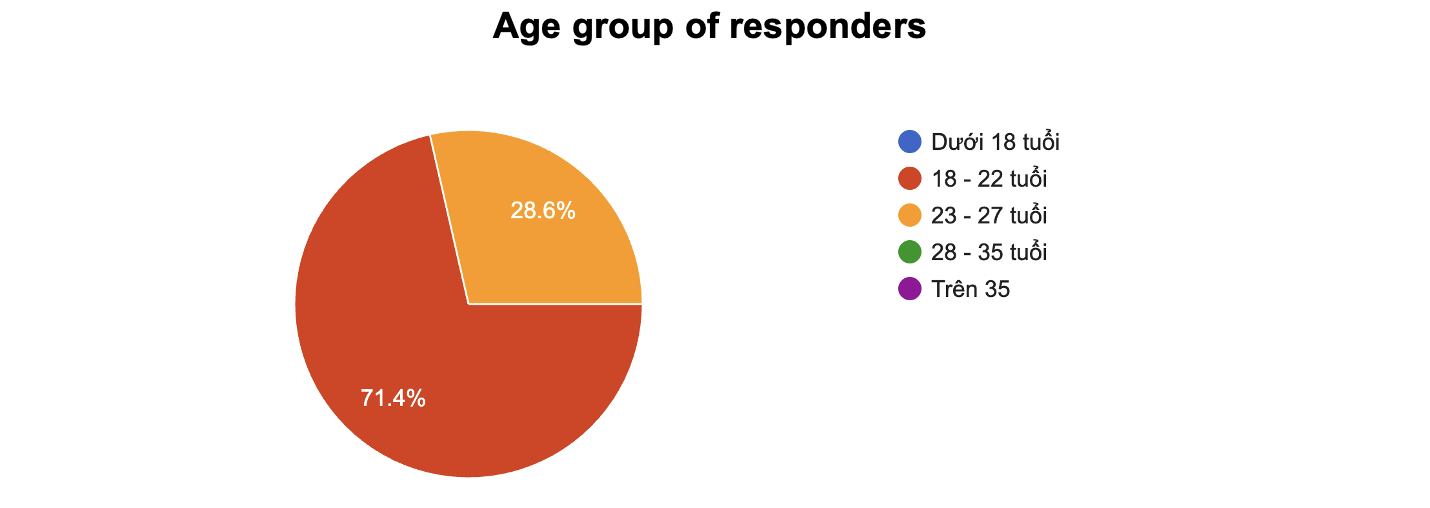 Age group of responders
28.6%
71.4%
Dưới 18 tuổi
18 - 22 tuổi
23 - 27 tuổi
28 - 35 tuổi
Trên 35